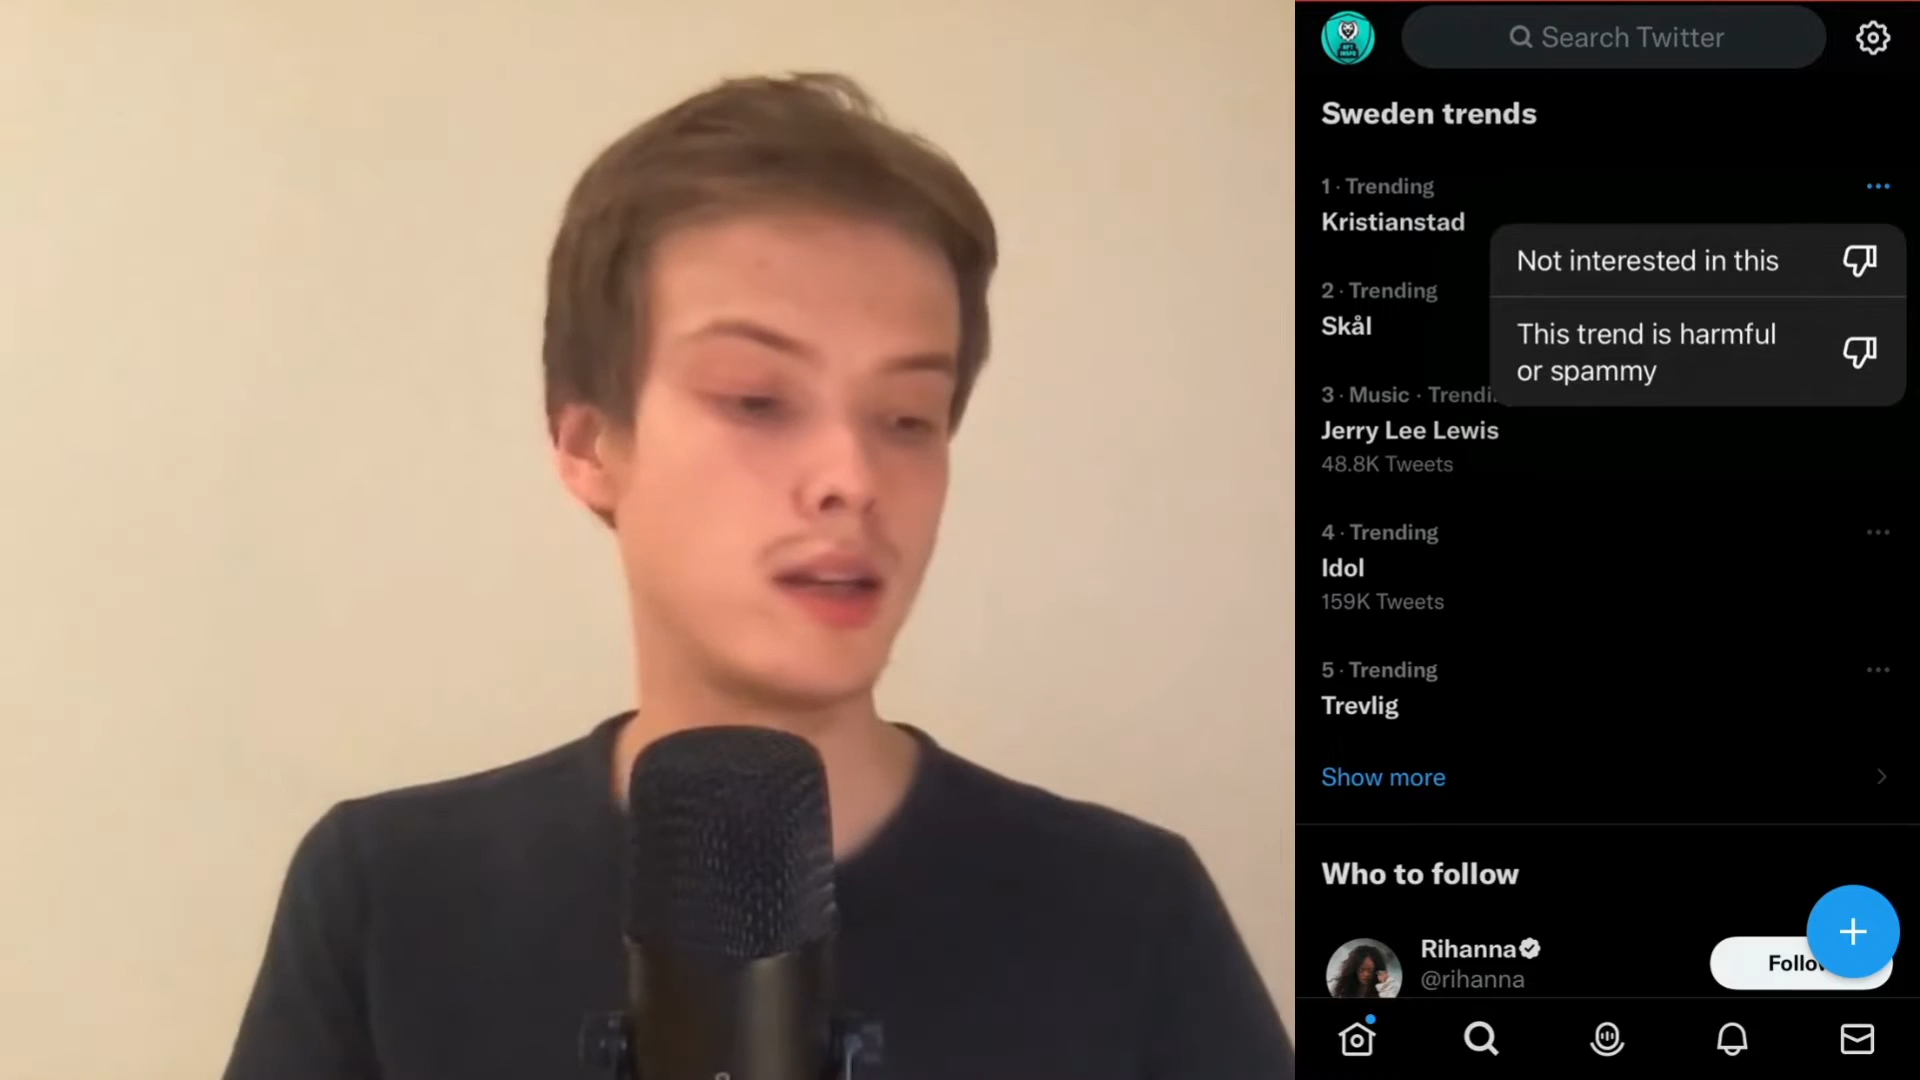 Search Twitter
Sweden trends
1 · Trending
Kristianstad
Not interested in this
2 · Trending
Skål
This trend is harmful
or spammy
3 · Music ·
Jerry Lee Lewis
48.8K Tweets
4 · Trending
Idol
159K Tweets
5 · Trending
Trevlig
Show more
Who to follow
Rihanna
@rihanna